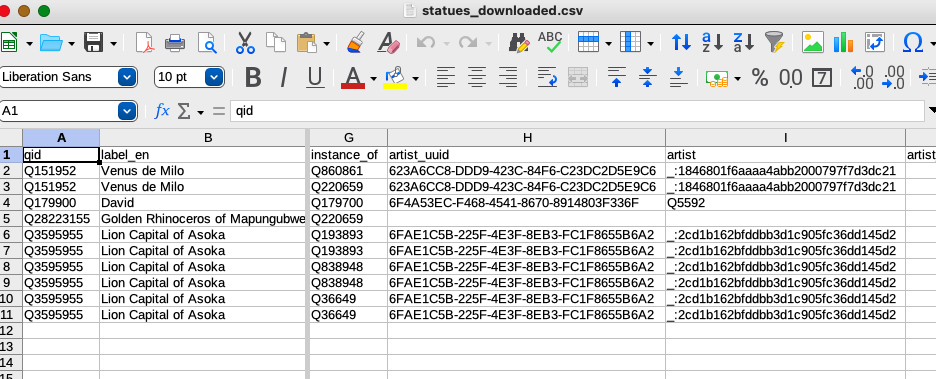 statues_downloaded.csv
ABC
Liberation Sans 10 pt B I U A % 0.0 7 .00 .00
A1 fx Σ = qid
A B G H I
1 qid label_en instance_of artist_uuid artist artist
2 Q151952 Venus de Milo Q860861 623A6CC8-DDD9-423C-84F6-C23DC2D5E9C6 _:1846801f6aaaa4abb2000797f7d3dc21
3 Q151952 Venus de Milo Q220659 623A6CC8-DDD9-423C-84F6-C23DC2D5E9C6 _:1846801f6aaaa4abb2000797f7d3dc21
4 Q179900 David Q179700 6F4A53EC-F468-4541-8670-8914803F336F Q5592
5 Q28223155 Golden Rhinoceros of Mapungubwe Q220659
6 Q3595955 Lion Capital of Asoka Q193893 6FAE1C5B-225F-4E3F-8EB3-FC1F8655B6A2 _:2cd1b162bfddbb3d1c905fc36dd145d2
7 Q3595955 Lion Capital of Asoka Q193893 6FAE1C5B-225F-4E3F-8EB3-FC1F8655B6A2 _:2cd1b162bfddbb3d1c905fc36dd145d2
8 Q3595955 Lion Capital of Asoka Q838948 6FAE1C5B-225F-4E3F-8EB3-FC1F8655B6A2 _:2cd1b162bfddbb3d1c905fc36dd145d2
9 Q3595955 Lion Capital of Asoka Q838948 6FAE1C5B-225F-4E3F-8EB3-FC1F8655B6A2 _:2cd1b162bfddbb3d1c905fc36dd145d2
10 Q3595955 Lion Capital of Asoka Q36649 6FAE1C5B-225F-4E3F-8EB3-FC1F8655B6A2 _:2cd1b162bfddbb3d1c905fc36dd145d2
11 Q3595955 Lion Capital of Asoka Q36649 6FAE1C5B-225F-4E3F-8EB3-FC1F8655B6A2 _:2cd1b162bfddbb3d1c905fc36dd145d2
12
13
14
15